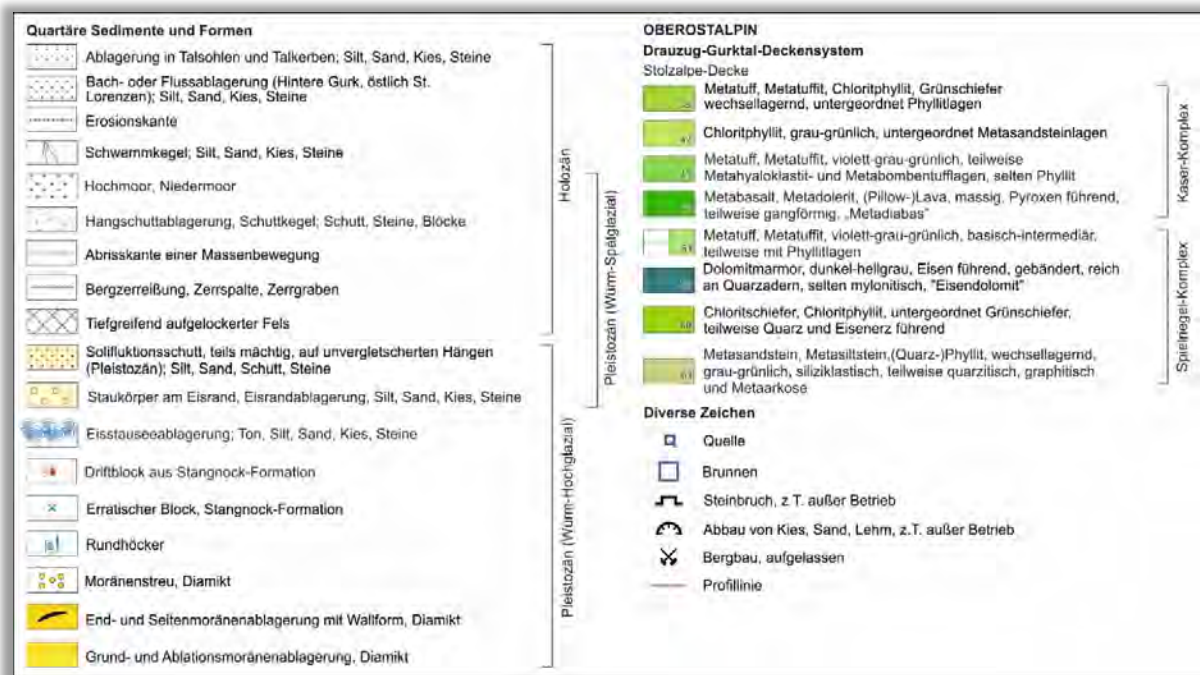 Quartäre Sedimente und Formen
Ablagerung in Talsohlen und Talkerben; Silt, Sand, Kies, Steine
Bach- oder Flussablagerung (Hintere Gurk, östlich St.
Lorenzen); Silt, Sand, Kies, Steine
Erosionskante
Schwemmkegel; Silt, Sand, Kies, Steine
Hochmoor, Niedermoor
Hangschuttablagerung, Schuttkegel; Schutt, Steine, Blöcke
Abrisskante einer Massenbewegung
Bergzerreißung, Zerrspalte, Zerrgraben
Tiefgreifend aufgelockerter Fels
Solifluktionsschutt, teils mächtig, auf unvergletscherten Hängen
(Pleistozän); Silt, Sand, Schutt, Steine
Staukörper am Eisrand, Eisrandablagerung, Silt, Sand, Kies, Steine
Eisstauseeablagerung; Ton, Silt, Sand, Kies, Steine
Driftblock aus Stangnock-Formation
Erratischer Block, Stangnock-Formation
Rundhöcker
Moränenstreu, Diamikt
End- und Seitenmoränenablagerung mit Wallform, Diamikt
Grund- und Ablationsmoränenablagerung, Diamikt
Holozän
Pleistozän (Würm-Spätglazial)
Pleistozän (Würm-Hochglazial)
OBEROSTALPIN
Drauzug-Gurktal-Deckensystem
Stolzalpe-Decke
Metatuff, Metatuffit, Chloritphyllit, Grünschiefer
wechsellagernd, untergeordnet Phyllitlagen
Chloritphyllit, grau-grünlich, untergeordnet Metasandsteinlagen
Metatuff, Metatuffit, violett-grau-grünlich, teilweise
Metahyaloklastit- und Metabombentufflagen, selten Phyllit
Metabasalt, Metadolerit, (Pillow-)Lava, massig, Pyroxen führend,
teilweise gangförmig, „Metadiabas"
Metatuff, Metatuffit, violett-grau-grünlich, basisch-intermediär,
teilweise mit Phyllitlagen
Dolomitmarmor, dunkel-hellgrau, Eisen führend, gebändert, reich
an Quarzadern, selten mylonitisch, "Eisendolomit"
Chloritschiefer, Chloritphyllit, untergeordnet Grünschiefer,
teilweise Quarz und Eisenerz führend
Metasandstein, Metasiltstein,(Quarz-)Phyllit, wechsellagernd,
grau-grünlich, siliziklastisch, teilweise quarzitisch, graphitisch
und Metaarkose
Kaser-Komplex
Spielriegel-Komplex
Diverse Zeichen
Quelle
Brunnen
Steinbruch, z.T. außer Betrieb
Abbau von Kies, Sand, Lehm, z.T. außer Betrieb
Bergbau, aufgelassen
Profillinie